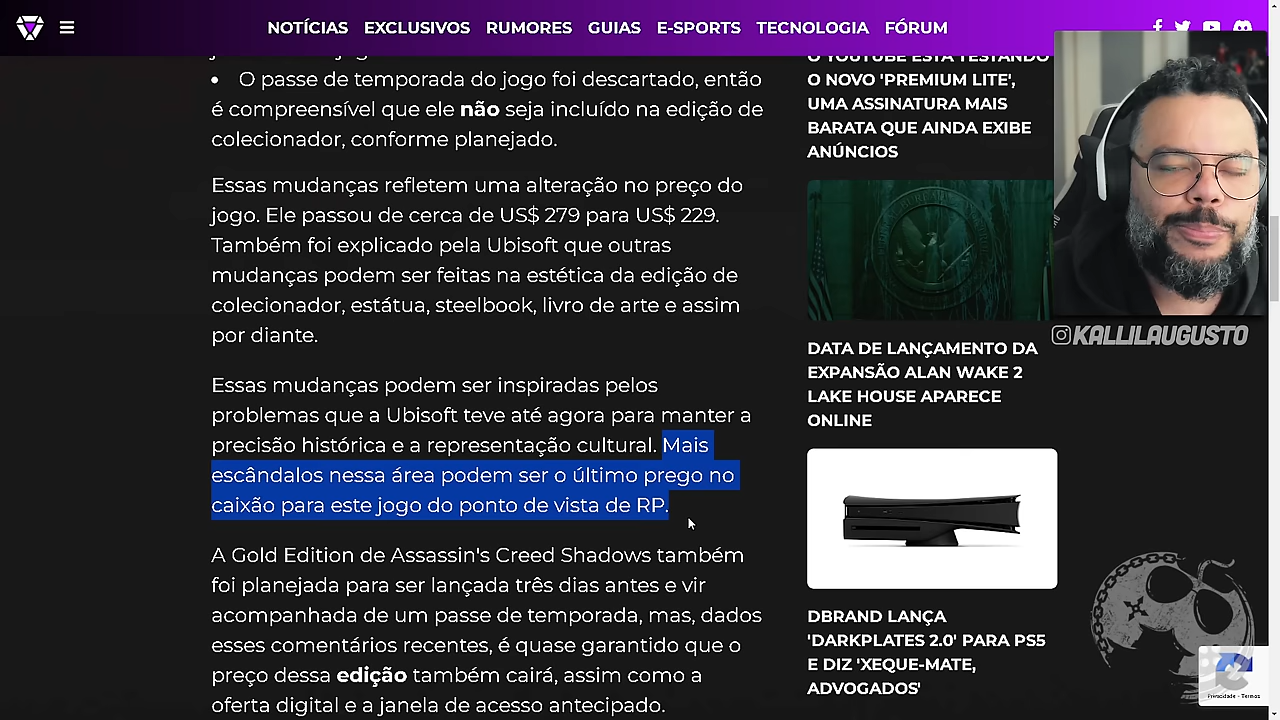 NOTÍCIAS EXCLUSIVOS RUMORES GUIAS E-SPORTS TECNOLOGIA FÓRUM
• O passe de temporada do jogo foi descartado, então
é compreensível que ele não seja incluído na edição de
colecionador, conforme planejado.
Essas mudanças refletem uma alteração no preço do
jogo. Ele passou de cerca de US$ 279 para US$ 229.
Também foi explicado pela Ubisoft que outras
mudanças podem ser feitas na estética da edição de
colecionador, estátua, steelbook, livro de arte e assim
por diante.
Essas mudanças podem ser inspiradas pelos
problemas que a Ubisoft teve até agora para manter a
precisão histórica e a representação cultural. Mais
escândalos nessa área podem ser o último prego no
caixão para este jogo do ponto de vista de RP.
A Gold Edition de Assassin's Creed Shadows também
foi planejada para ser lançada três dias antes e vir
acompanhada de um passe de temporada, mas, dados
esses comentários recentes, é quase garantido que o
preço dessa edição também caira, assim como a
oferta digital e a janela de acesso antecipado.
O YOUTUBE ESTÁ TESTANDO
O NOVO 'PREMIUM LITE',
UMA ASSINATURA MAIS
BARATA QUE AINDA EXIBE
ANÚNCIOS
DATA DE LANÇAMENTO DA
EXPANSÃO ALAN WAKE 2
LAKE HOUSE APARECE
ONLINE
DBRAND LANÇA
'DARKPLATES 2.0' PARA PS5
E DIZ 'XEQUE-MATE,
ADVOGADOS'
KALLILAUGUSTO
Privacidade - Termos